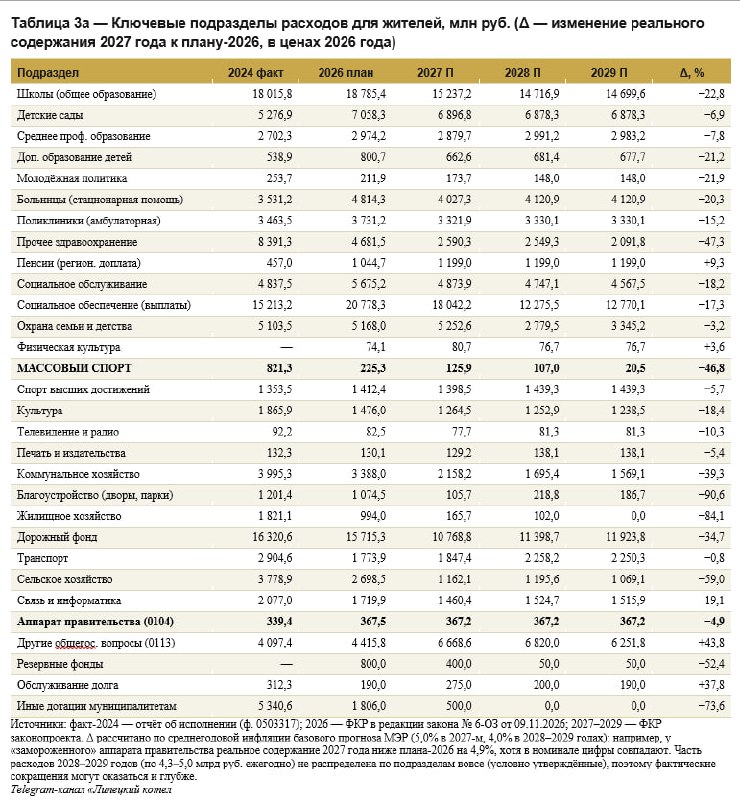 Таблица 3а — Ключевые подразделы расходов для жителей, млн руб. (Δ — изменение реального
содержания 2027 года к плану-2026, в ценах 2026 года)
Подраздел 2024 факт 2026 план 2027 П 2028 П 2029 П Δ, %
Школы (общее образование) 18 015,8 18 785,4 15 237,2 14 716,9 14 699,6 −22,8
Детские сады 5 276,9 7 058,3 6 896,8 6 878,3 6 878,3 −6,9
Среднее проф. образование 2 702,3 2 974,2 2 879,7 2 991,2 2 983,2 −7,8
Доп. образование детей 538,9 800,7 662,6 681,4 677,7 −21,2
Молодёжная политика 253,7 211,9 173,7 148,0 148,0 −21,9
Больницы (стационарная помощь) 3 531,2 4 814,3 4 027,3 4 120,9 4 120,9 −20,3
Поликлиники (амбулаторная) 3 463,5 3 731,2 3 321,9 3 330,1 3 330,1 −15,2
Прочее здравоохранение 8 391,3 4 681,5 2 590,3 2 549,3 2 091,8 −47,3
Пенсии (регион. доплата) 457,0 1 044,7 1 199,0 1 199,0 1 199,0 +9,3
Социальное обслуживание 4 837,5 5 675,2 4 873,9 4 747,1 4 567,5 −18,2
Социальное обеспечение (выплаты) 15 213,2 20 778,3 18 042,2 12 275,5 12 770,1 −17,3
Охрана семьи и детства 5 103,5 5 168,0 5 252,6 2 779,5 3 345,2 −3,2
Физическая культура — 74,1 80,7 76,7 76,7 +3,6
МАССОВЫЙ СПОРТ 821,3 225,3 125,9 107,0 20,5 −46,8
Спорт высших достижений 1 353,5 1 412,4 1 398,5 1 439,3 1 439,3 −5,7
Культура 1 865,9 1 476,0 1 264,5 1 252,9 1 238,5 −18,4
Телевидение и радио 92,2 82,5 77,7 81,3 81,3 −10,3
Печать и издательства 132,3 130,1 129,2 138,1 138,1 −5,4
Коммунальное хозяйство 3 995,3 3 388,0 2 158,2 1 695,4 1 569,1 −39,3
Благоустройство (дворы, парки) 1 201,4 1 074,5 105,7 218,8 186,7 −90,6
Жилищное хозяйство 1 821,1 994,0 165,7 102,0 0,0 −84,1
Дорожный фонд 16 320,6 15 715,3 10 768,8 11 398,7 11 923,8 −34,7
Транспорт 2 904,6 1 773,9 1 847,4 2 258,2 2 250,3 −0,8
Сельское хозяйство 3 778,9 2 698,5 1 162,1 1 195,6 1 069,1 −59,0
Связь и информатика 2 077,0 1 719,9 1 460,4 1 524,7 1 515,9 19,1
Аппарат правительства (0104) 339,4 367,5 367,2 367,2 367,2 −4,9
Другие общегос. вопросы (0113) 4 097,4 4 415,8 6 668,6 6 820,0 6 251,8 +43,8
Резервные фонды — 800,0 400,0 50,0 50,0 −52,4
Обслуживание долга 312,3 190,0 275,0 200,0 190,0 +37,8
Иные дотации муниципалитетам 5 340,6 1 806,0 500,0 0,0 0,0 −73,6
Источники: факт-2024 — отчёт об исполнении (ф. 0503317); 2026 — ФКР в редакции закона № 6-ОЗ от 09.11.2026; 2027–2029 — ФКР
законопроекта. Δ рассчитано по среднегодовой инфляции базового прогноза МЭР (5,0% в 2027-м, 4,0% в 2028–2029 годах): например, у
«замороженного» аппарата правительства реальное содержание 2027 года ниже плана-2026 на 4,9%, хотя в номинале цифры совпадают. Часть
расходов 2028–2029 годов (по 4,3–5,0 млрд руб. ежегодно) не распределена по подразделам вовсе (условно утверждённые), поэтому фактические
сокращения могут оказаться и глубже.
Telegram-канал «Липецкий котел